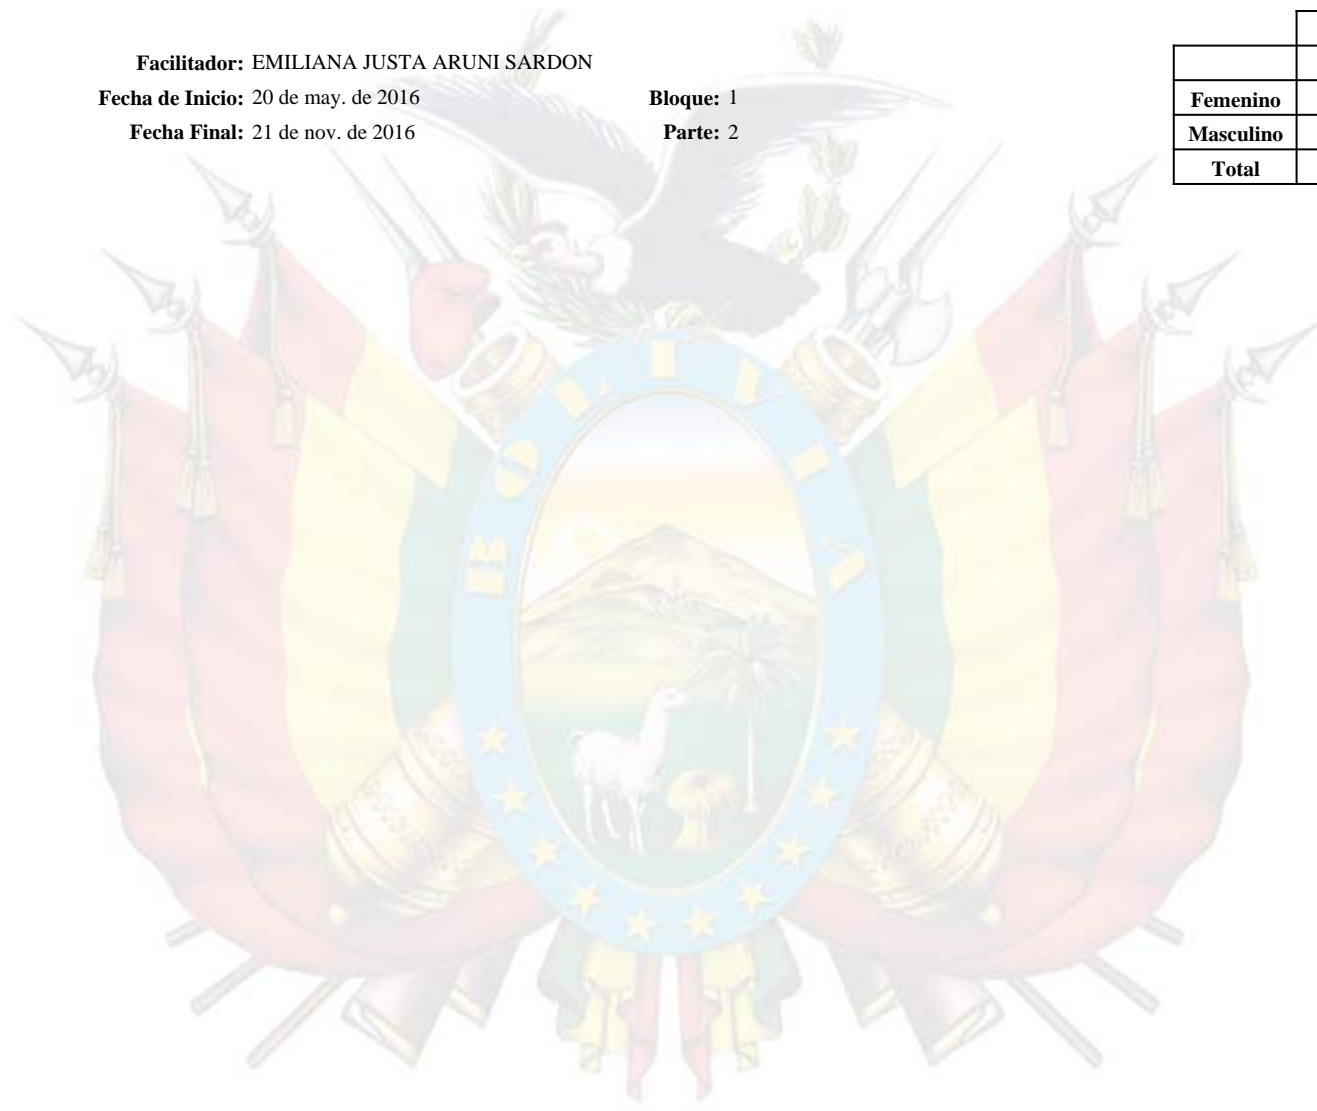 Facilitador: EMILIANA JUSTA ARUNI SARDON
Fecha de Inicio: 20 de may. de 2016 Bloque: 1
Fecha Final: 21 de nov. de 2016 Parte: 2
Femenino
Masculino
Total
BOLIVIA